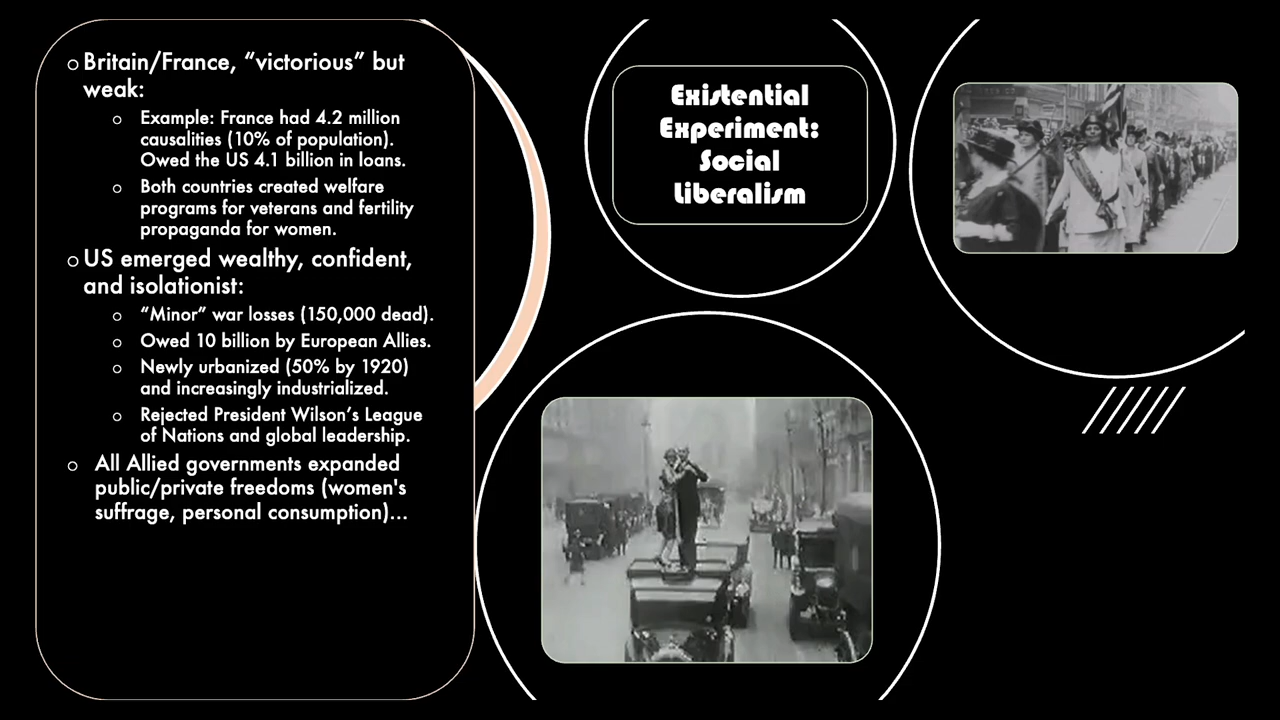 Britain/France, “victorious” but
weak:
Example: France had 4.2 million
causalities (10% of population).
Owed the US 4.1 billion in loans.
Both countries created welfare
programs for veterans and fertility
propaganda for women.
US emerged wealthy, confident,
and isolationist:
“Minor” war losses (150,000 dead).
Owed 10 billion by European Allies.
Newly urbanized (50% by 1920)
and increasingly industrialized.
Rejected President Wilson’s League
of Nations and global leadership.
All Allied governments expanded
public/private freedoms (women's
suffrage, personal consumption)...
Existential
Experiment:
Social
Liberalism